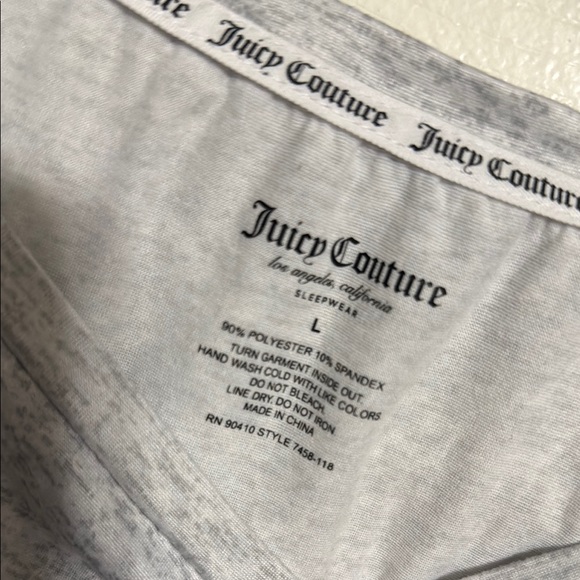 Juicy Couture
Juicy Couture
Juicy Couture
los angeles, california
SLEEPWEAR
L
90% POLYESTER 10% SPANDEX
TURN GARMENT INSIDE OUT.
HAND WASH COLD WITH LIKE COLORS
DO NOT BLEACH.
LINE DRY. DO NOT IRON.
MADE IN CHINA
RN 90410 STYLE 7458-118